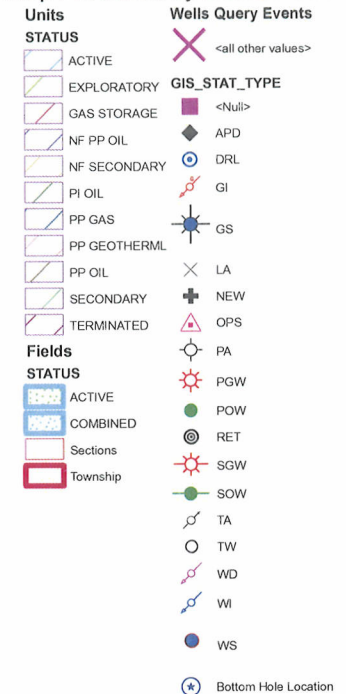 Units
STATUS
ACTIVE
EXPLORATORY
GAS STORAGE
NF PP OIL
NF SECONDARY
PI OIL
PP GAS
PP GEOTHERML
PP OIL
SECONDARY
TERMINATED
Fields
STATUS
ACTIVE
COMBINED
Sections
Township
Wells Query Events
<all other values>
GIS_STAT_TYPE
<Null>
APD
DRL
GI
GS
LA
NEW
OPS
PA
PGW
POW
RET
SGW
SOW
TA
TW
WD
WI
WS
Bottom Hole Location